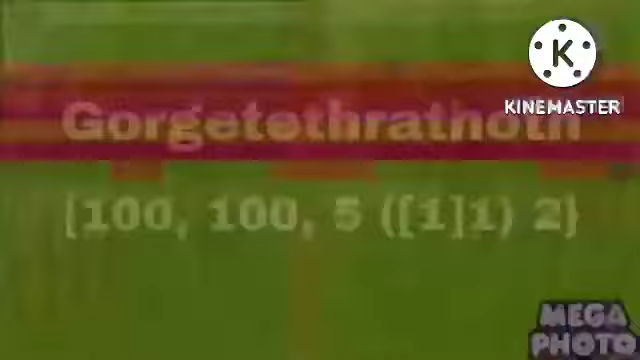 Gorgetethrathoth
{100, 100, 5 ([1]1) 2}
KINEMASTER
MEGA
PHOTO